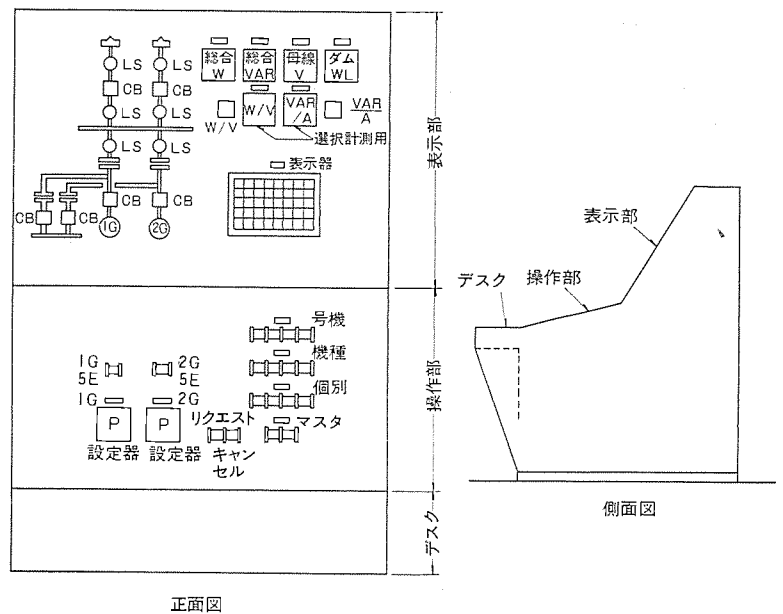 LS LS
CB CB
LS LS
LS LS
CB CB
CB CB
1G 2G
総合 W
総合 VAR
母線 V
ダム WL
W/V
W/V
VAR /A
VAR A
選択計測用
表示器
表示部
1G 5E
2G 5E
1G 2G
P P
設定器 設定器
号機
機種
個別
リクエスト
マスタ
キャン
セル
操作部
デスク
正面図
表示部
デスク
操作部
側面図